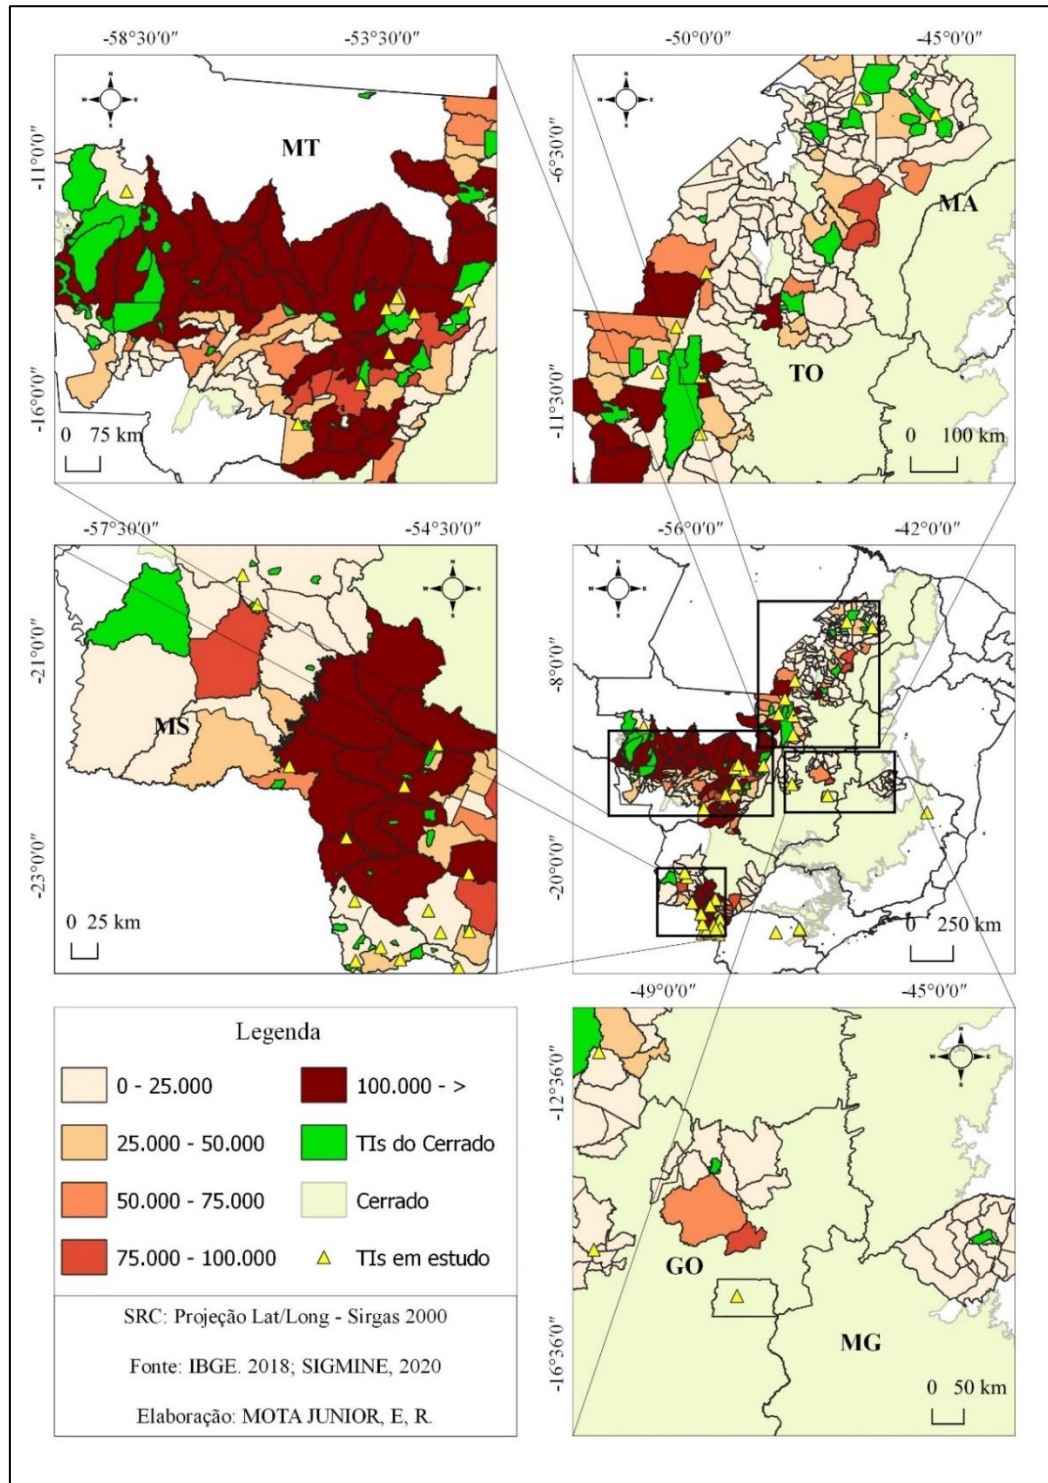 -58°30'0" -53°30'0"
-11°0'0"
-16°0'0"
MT
0 75 km
-50°0'0" -45°0'0"
-6°30'0"
-11°30'0"
MA
TO
0 100 km
-57°30'0" -54°30'0"
-21°0'0"
-23°0'0"
MS
0 25 km
-56°0'0" -42°0'0"
-8°0'0"
-20°0'0"
0 250 km
Legenda
0 - 25.000
25.000 - 50.000
50.000 - 75.000
75.000 - 100.000
100.000 - >
TIs do Cerrado
Cerrado
TIs em estudo
SRC: Projeção Lat/Long - Sirgas 2000
Fonte: IBGE. 2018; SIGMINE, 2020
Elaboração: MOTA JUNIOR, E, R.
-49°0'0" -45°0'0"
-12°36'0"
-16°36'0"
GO
MG
0 50 km